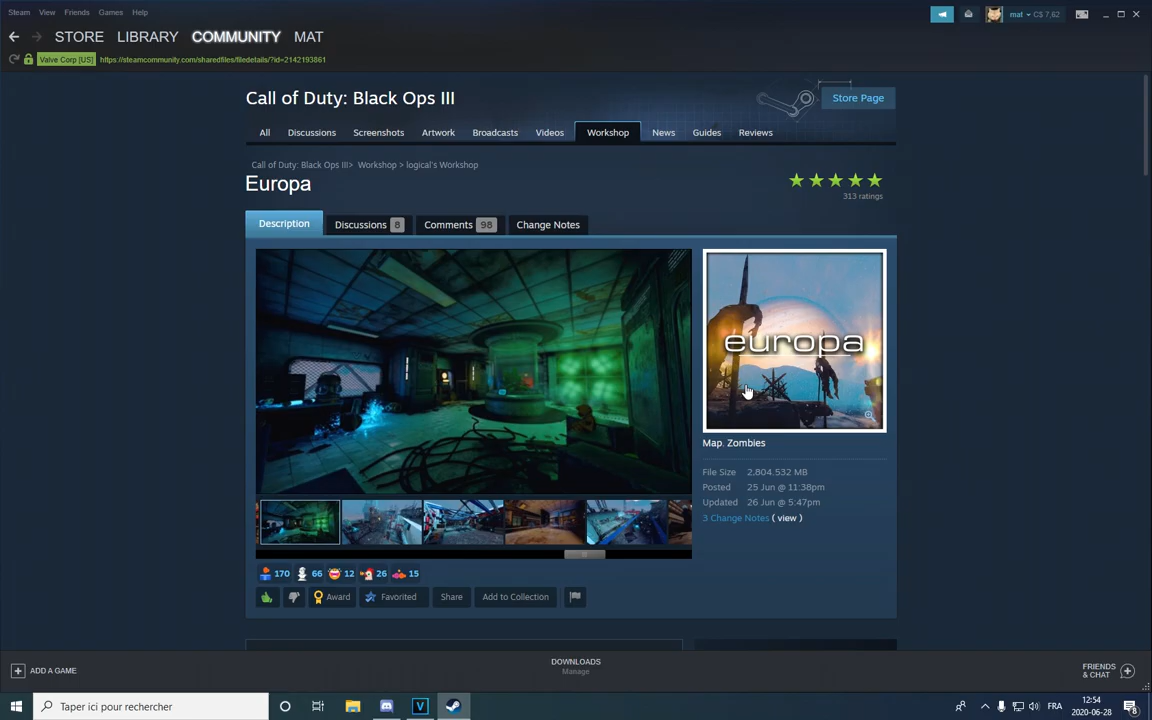 Steam View Friends Games Help
mat C$ 7,62
STORE LIBRARY COMMUNITY MAT
Valve Corp [US] https://steamcommunity.com/sharedfiles/filedetails/?id=2142193861
Call of Duty: Black Ops III
Store Page
All Discussions Screenshots Artwork Broadcasts Videos Workshop News Guides Reviews
Call of Duty: Black Ops III> Workshop > logical's Workshop
Europa
313 ratings
Description Discussions 8 Comments 98 Change Notes
europa
Map. Zombies
File Size 2,804.532 MB
Posted 25 Jun @ 11:38pm
Updated 26 Jun @ 5:47pm
3 Change Notes ( view )
170 66 12 26 15
Award Favorited Share Add to Collection
ADD A GAME
DOWNLOADS
Manage
FRIENDS
& CHAT
Taper ici pour rechercher
V
FRA
12:54
2020-06-28
8